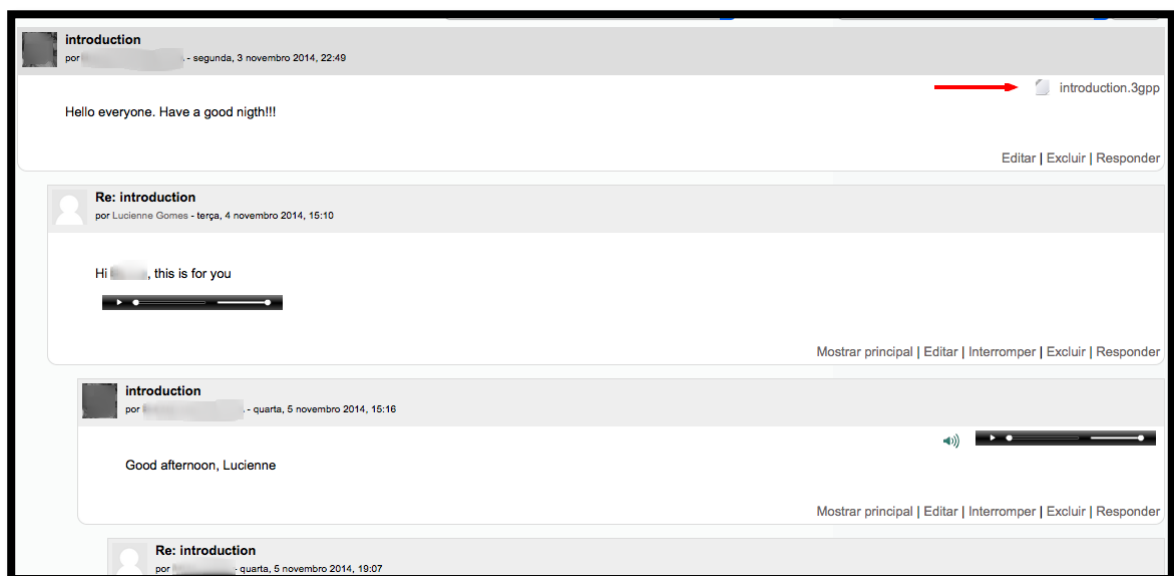 introduction
por - segunda, 3 novembro 2014, 22:49
introduction.3gpp
Hello everyone. Have a good nigth!!!
Editar | Excluir | Responder
Re: introduction
por Lucienne Gomes - terça, 4 novembro 2014, 15:10
Hi , this is for you
Mostrar principal | Editar | Interromper | Excluir | Responder
introduction
por - quarta, 5 novembro 2014, 15:16
Good afternoon, Lucienne
Mostrar principal | Editar | Interromper | Excluir | Responder
Re: introduction
por - quarta, 5 novembro 2014, 19:07